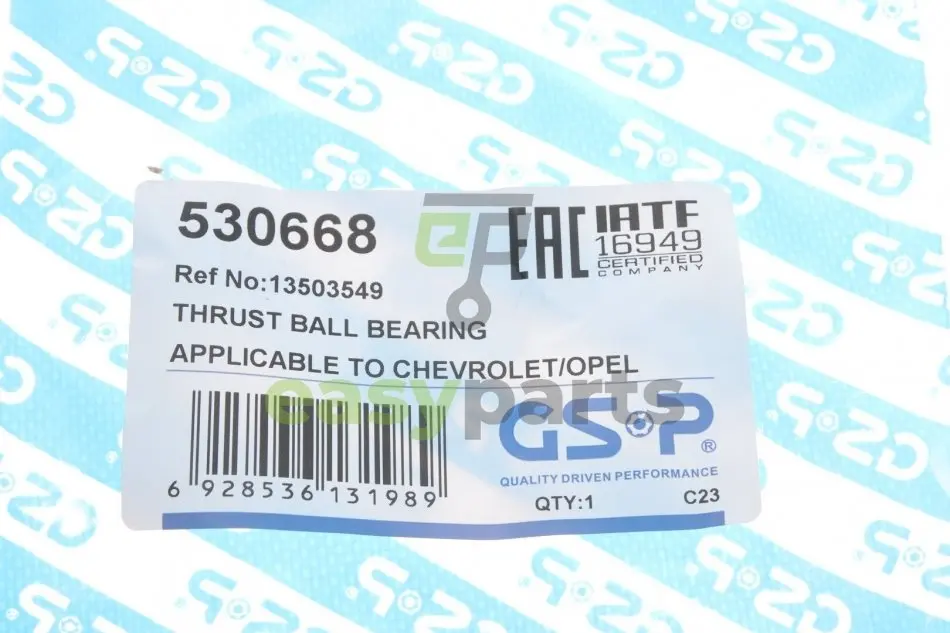 530668
EAC
IATF
16949
CERTIFIED
COMPANY
Ref No:13503549
THRUST BALL BEARING
APPLICABLE TO CHEVROLET/OPEL
easyparts
GSP®
QUALITY DRIVEN PERFORMANCE
6 928536 131989
QTY:1
C23